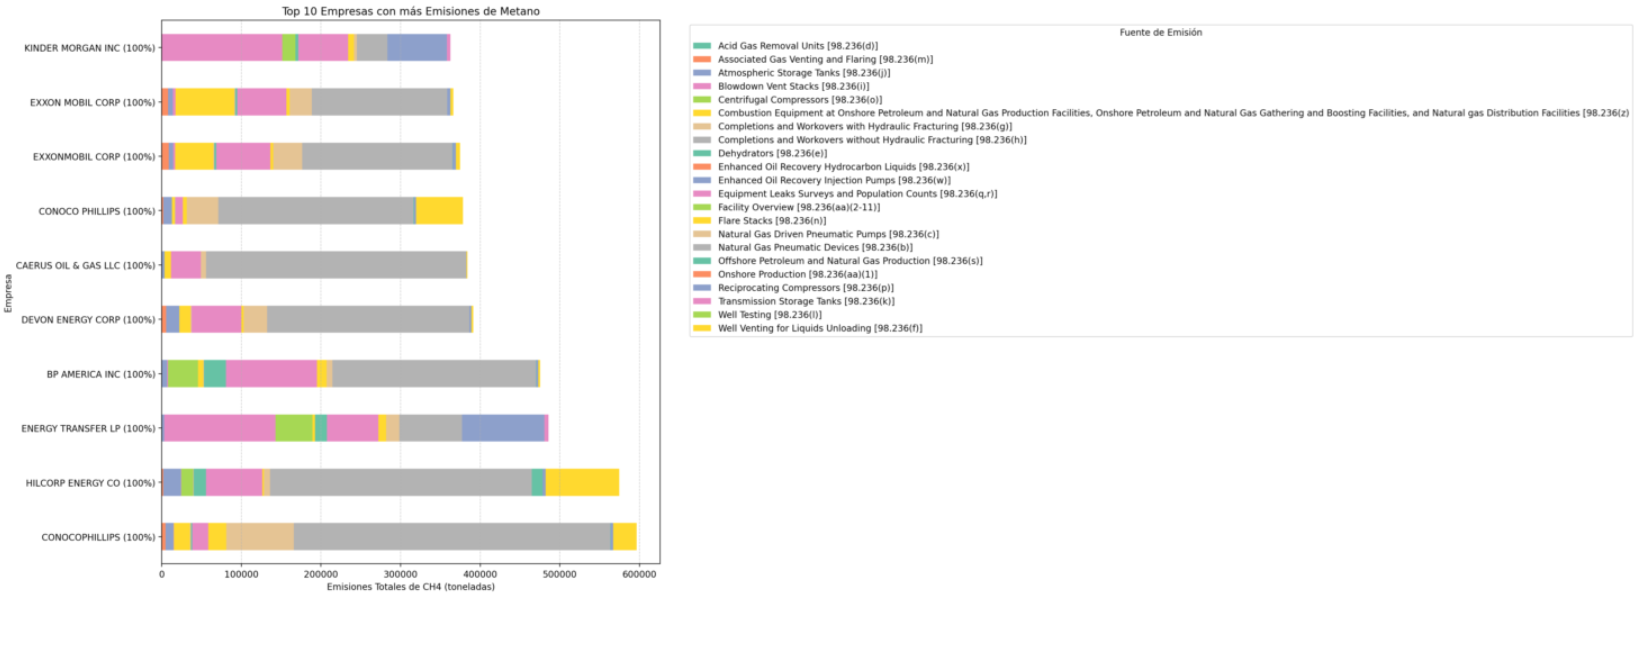 Top 10 Empresas con más Emisiones de Metano
KINDER MORGAN INC (100%)
EXXON MOBIL CORP (100%)
EXXONMOBIL CORP (100%)
CONOCO PHILLIPS (100%)
CAERUS OIL & GAS LLC (100%)
DEVON ENERGY CORP (100%)
BP AMERICA INC (100%)
ENERGY TRANSFER LP (100%)
HILCORP ENERGY CO (100%)
CONOCOPHILLIPS (100%)
Empresa
0 100000 200000 300000 400000 500000 600000
Emisiones Totales de CH4 (toneladas)
Fuente de Emisión
Acid Gas Removal Units [98.236(d)]
Associated Gas Venting and Flaring [98.236(m)]
Atmospheric Storage Tanks [98.236(j)]
Blowdown Vent Stacks [98.236(i)]
Centrifugal Compressors [98.236(o)]
Combustion Equipment at Onshore Petroleum and Natural Gas Production Facilities, Onshore Petroleum and Natural Gas Gathering and Boosting Facilities, and Natural gas Distribution Facilities [98.236(z)
Completions and Workovers with Hydraulic Fracturing [98.236(g)]
Completions and Workovers without Hydraulic Fracturing [98.236(h)]
Dehydrators [98.236(e)]
Enhanced Oil Recovery Hydrocarbon Liquids [98.236(x)]
Enhanced Oil Recovery Injection Pumps [98.236(w)]
Equipment Leaks Surveys and Population Counts [98.236(q,r)]
Facility Overview [98.236(aa)(2-11)]
Flare Stacks [98.236(n)]
Natural Gas Driven Pneumatic Pumps [98.236(c)]
Natural Gas Pneumatic Devices [98.236(b)]
Offshore Petroleum and Natural Gas Production [98.236(s)]
Onshore Production [98.236(aa)(1)]
Reciprocating Compressors [98.236(p)]
Transmission Storage Tanks [98.236(k)]
Well Testing [98.236(l)]
Well Venting for Liquids Unloading [98.236(f)]